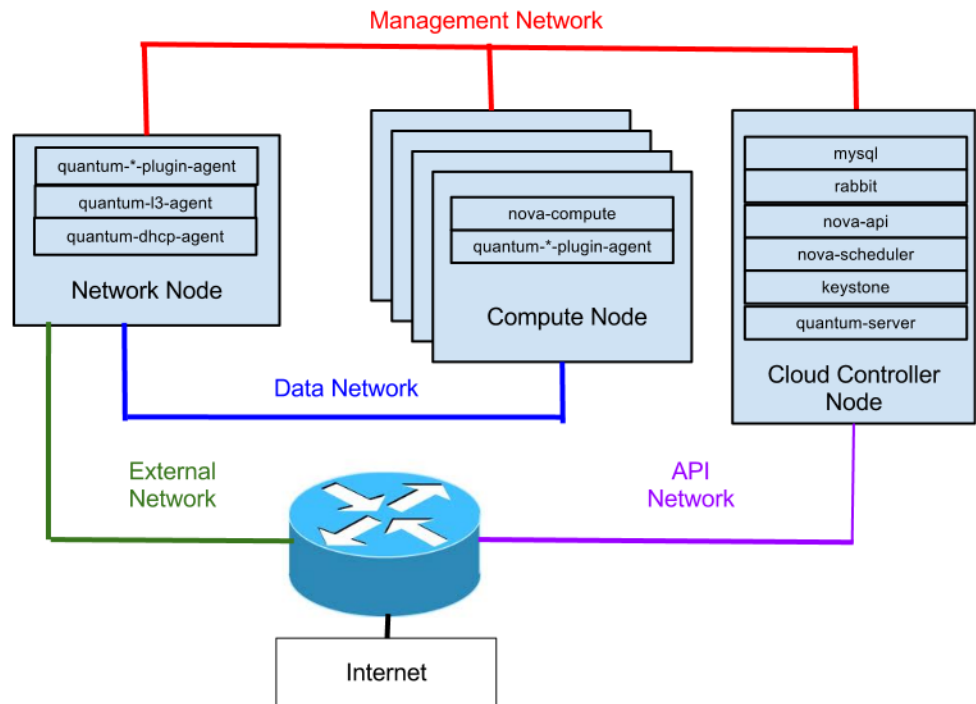 Management Network
quantum-*-plugin-agent
quantum-l3-agent
quantum-dhcp-agent
Network Node
nova-compute
quantum-*-plugin-agent
Compute Node
mysql
rabbit
nova-api
nova-scheduler
keystone
quantum-server
Cloud Controller
Node
Data Network
External
Network
API
Network
Internet